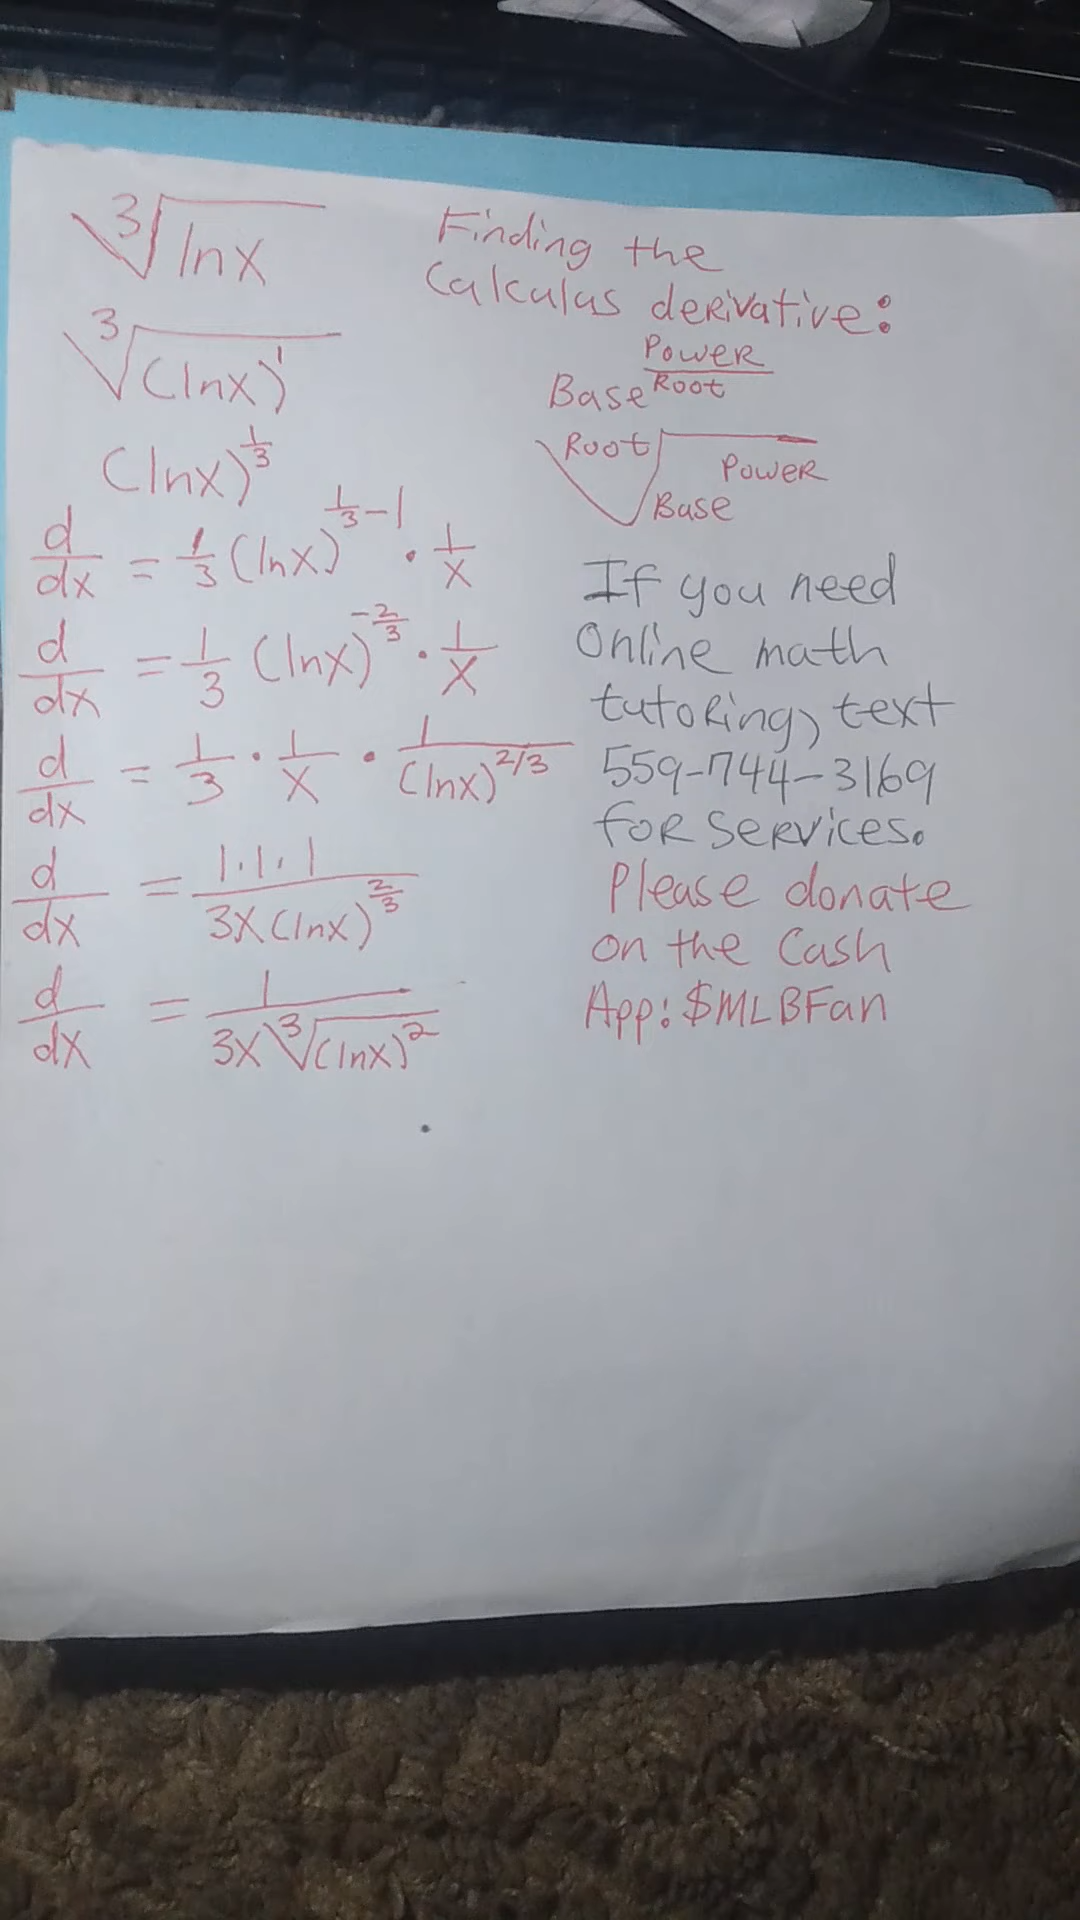 ∛lnx
∛(lnx)¹
(lnx)^1/3
d/dx = 1/3 (lnx)^1/3-1 · 1/x
d/dx = 1/3 (lnx)^-2/3 · 1/x
d/dx = 1/3 · 1/x · 1/(lnx)^2/3
d/dx = 1·1·1/3x(lnx)^2/3
d/dx = 1/3x∛(lnx)²
Finding the
Calculus derivative:
Base Power/Root
Root Power
Base
If you need
Online math
tutoring, text
559-744-3169
for services.
Please donate
on the Cash
App: $MLBFan